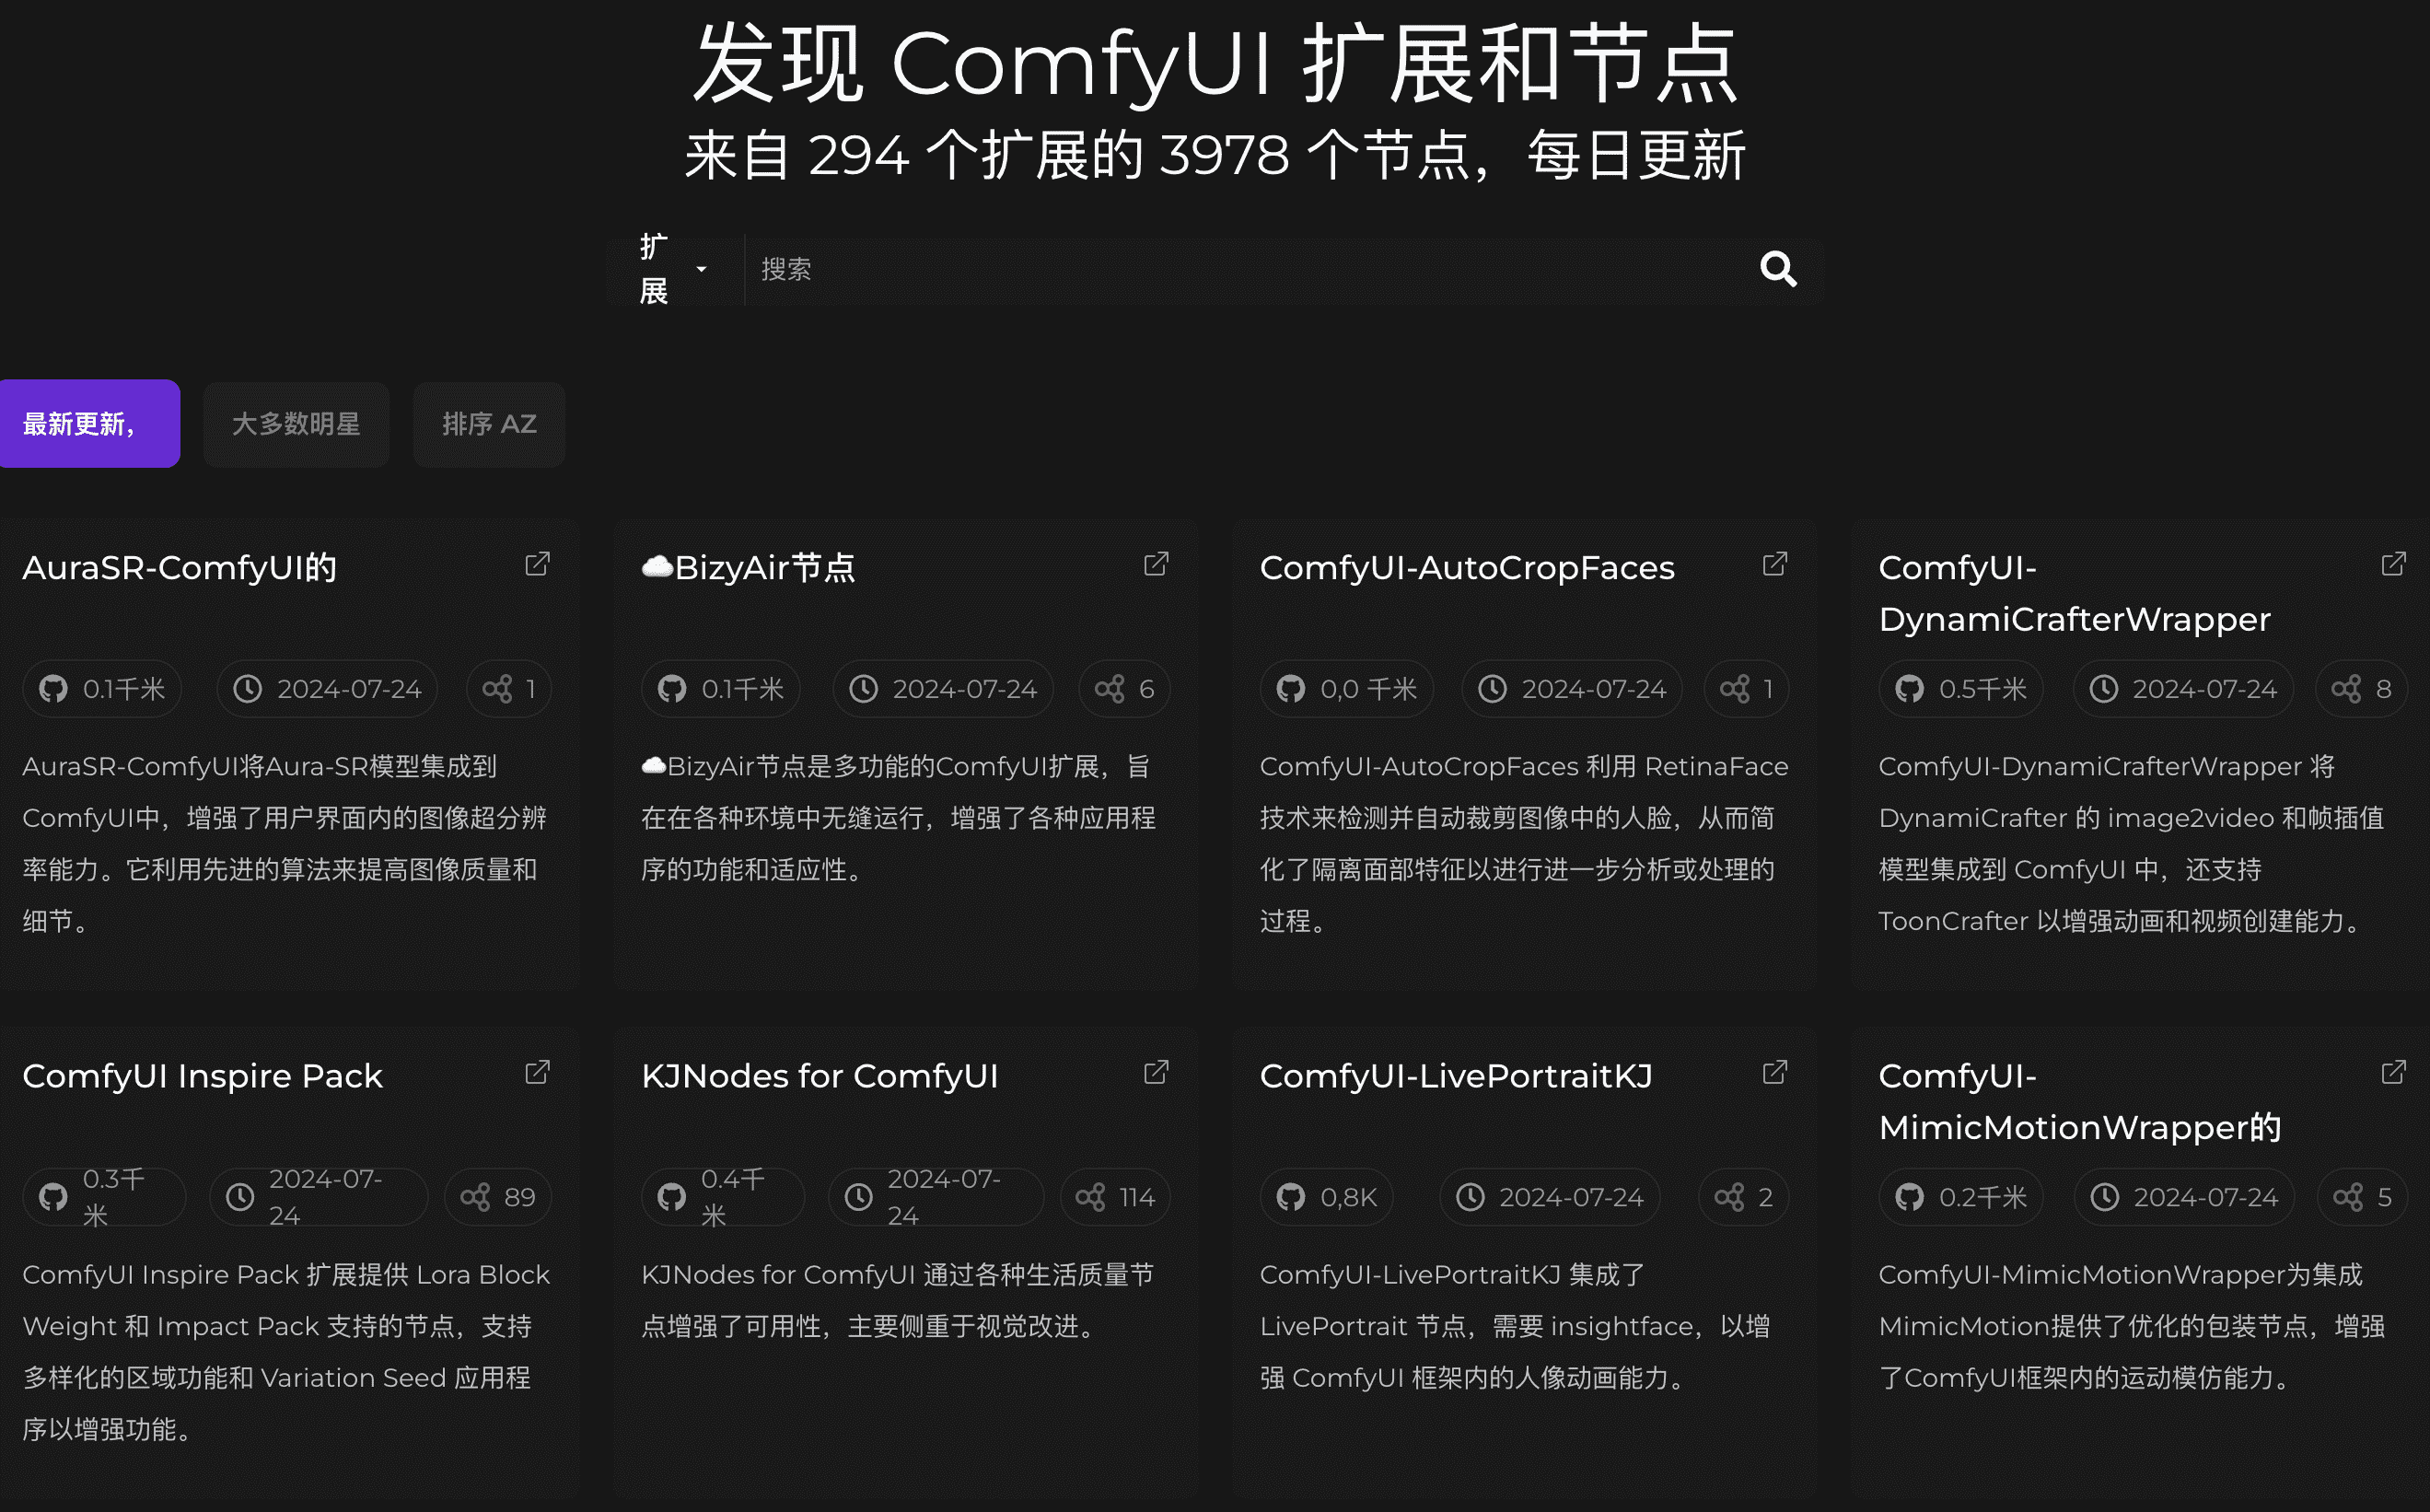 发现 ComfyUI 扩展和节点
来自 294 个扩展的 3978 个节点，每日更新
扩
展
搜索
最新更新，
大多数明星
排序 AZ
AuraSR-ComfyUI的
0.1千米
2024-07-24
1
AuraSR-ComfyUI将Aura-SR模型集成到
ComfyUI中，增强了用户界面内的图像超分辨
率能力。它利用先进的算法来提高图像质量和
细节。
☁️BizyAir节点
0.1千米
2024-07-24
6
☁️BizyAir节点是多功能的ComfyUI扩展，旨
在在各种环境中无缝运行，增强了各种应用程
序的功能和适应性。
ComfyUI-AutoCropFaces
0,0 千米
2024-07-24
1
ComfyUI-AutoCropFaces 利用 RetinaFace
技术来检测并自动裁剪图像中的人脸，从而简
化了隔离面部特征以进行进一步分析或处理的
过程。
ComfyUI-
DynamiCrafterWrapper
0.5千米
2024-07-24
8
ComfyUI-DynamiCrafterWrapper 将
DynamiCrafter 的 image2video 和帧插值
模型集成到 ComfyUI 中，还支持
ToonCrafter 以增强动画和视频创建能力。
ComfyUI Inspire Pack
0.3千
米
2024-07-
24
89
ComfyUI Inspire Pack 扩展提供 Lora Block
Weight 和 Impact Pack 支持的节点，支持
多样化的区域功能和 Variation Seed 应用程
序以增强功能。
KJNodes for ComfyUI
0.4千
米
2024-07-
24
114
KJNodes for ComfyUI 通过各种生活质量节
点增强了可用性，主要侧重于视觉改进。
ComfyUI-LivePortraitKJ
0,8K
2024-07-24
2
ComfyUI-LivePortraitKJ 集成了
LivePortrait 节点，需要 insightface，以增
强 ComfyUI 框架内的人像动画能力。
ComfyUI-
MimicMotionWrapper的
0.2千米
2024-07-24
5
ComfyUI-MimicMotionWrapper为集成
MimicMotion提供了优化的包装节点，增强
了ComfyUI框架内的运动模仿能力。